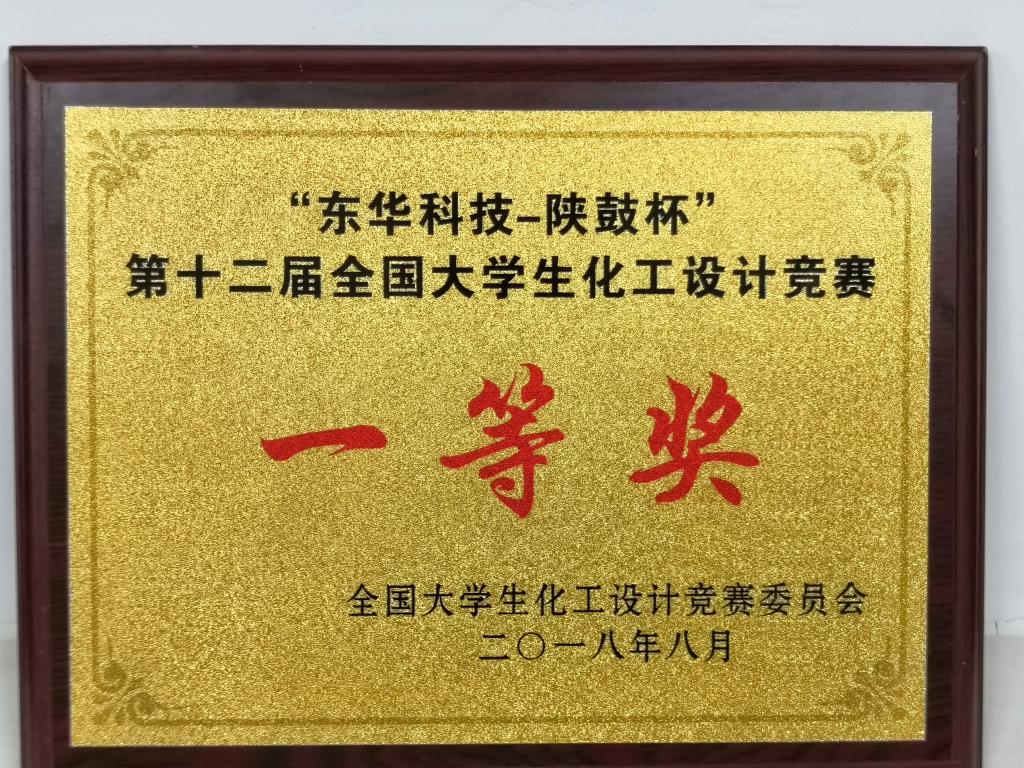 “东华科技-陕鼓杯”
第十二届全国大学生化工设计竞赛
一等奖
全国大学生化工设计竞赛委员会
二〇一八年八月